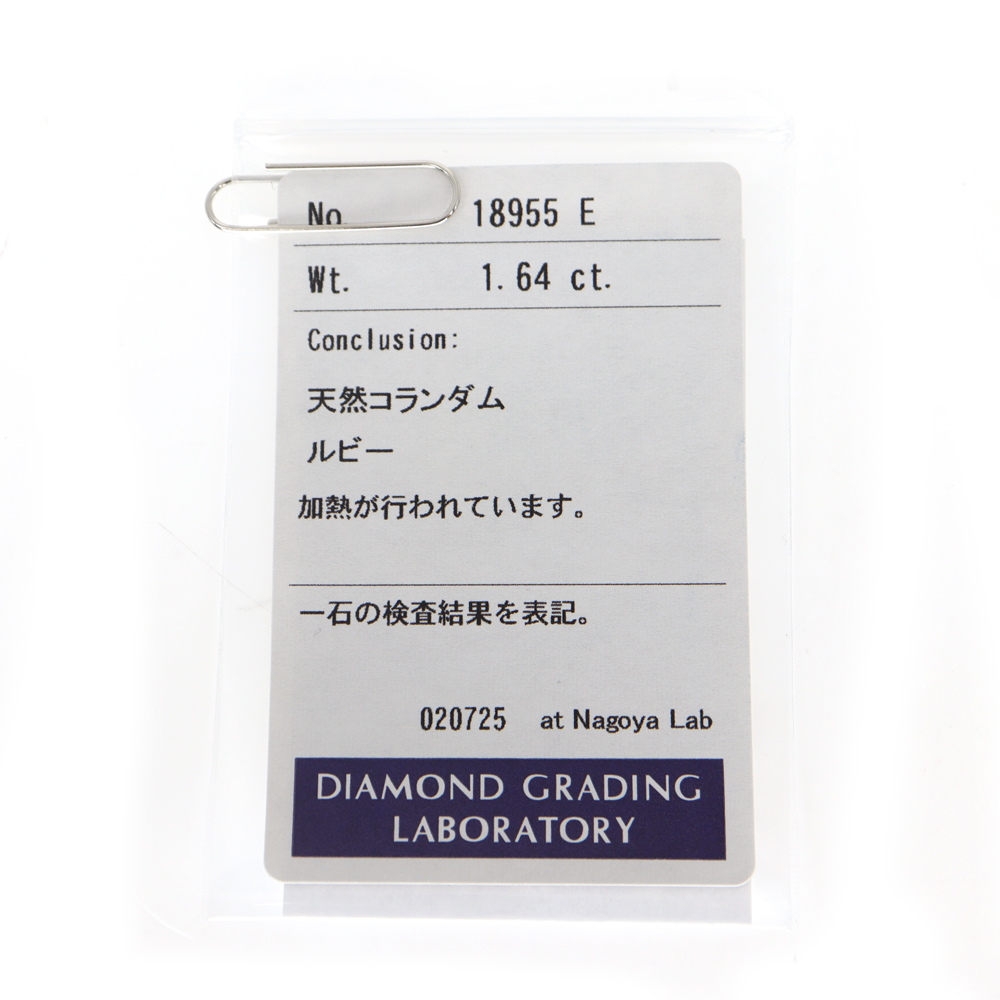 No. 18955 E
Wt. 1.64 ct.
Conclusion:
天然コランダム
ルビー
加熱が行われています。
一石の検査結果を表記。
020725 at Nagoya Lab
DIAMOND GRADING
LABORATORY